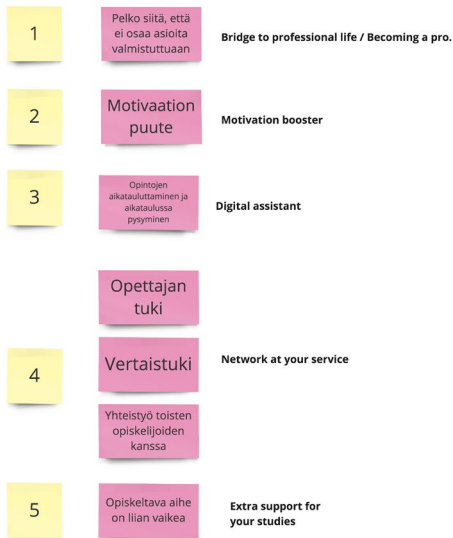 1
Pelko siitä, että
ei osaa asioita
valmistuttuaan
Bridge to professional life / Becoming a pro.
2
Motivaation
puute
Motivation booster
3
Opintojen
aikatauluttaminen ja
aikataulussa
pysyminen
Digital assistant
Opettajan
tuki
4
Vertaistuki
Network at your service
Yhteistyö toisten
opiskelijoiden
kanssa
5
Opiskeltava aihe
on liian vaikea
Extra support for
your studies